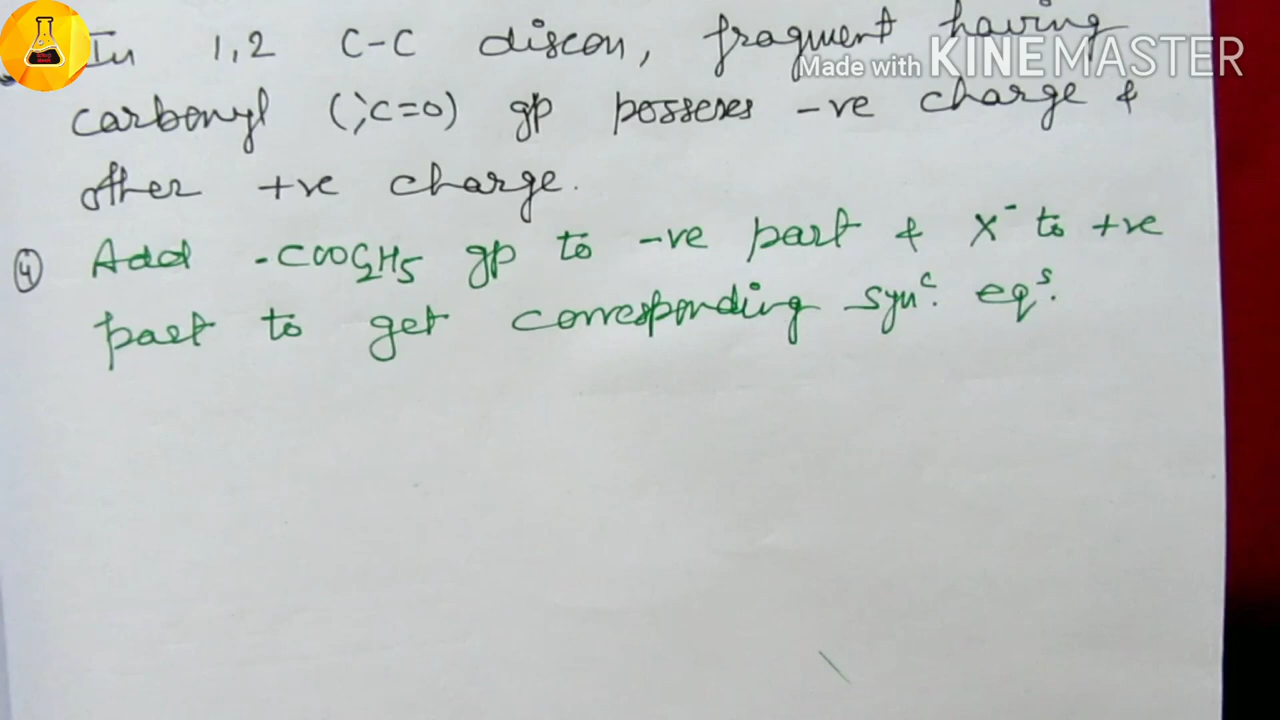 In 1,2 C-C discon, fragment having
Made with KINEMASTER
carbonyl (>C=O) gp possesses -ve charge &
other +ve charge.
④ Add -COOC2H5 gp to -ve part & X⁻ to +ve
part to get corresponding synᶜ. eqˢ.